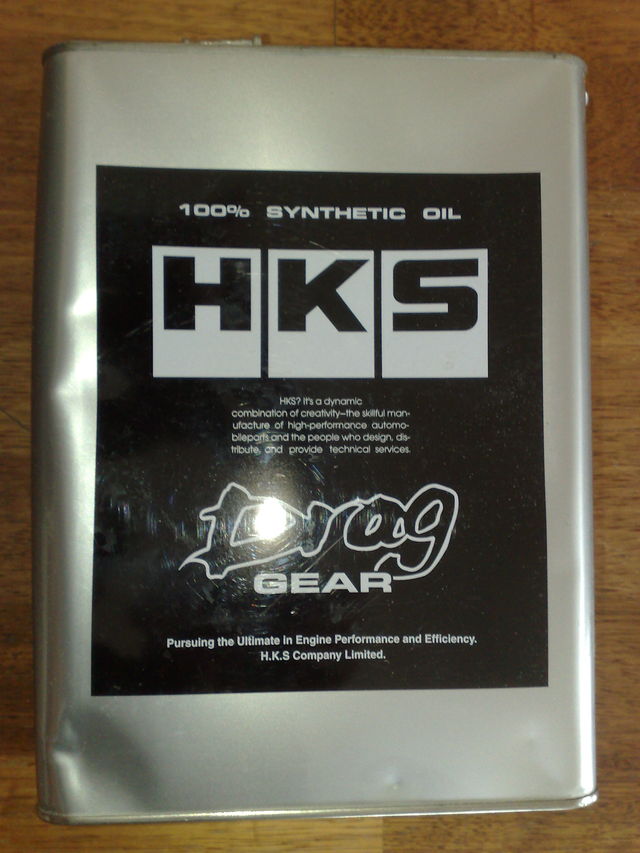 100% SYNTHETIC OIL
HKS
HKS? It's a dynamic
combination of creativity—the skillful man-
ufacture of high-performance automo-
bileparts and the people who design, dis-
tribute, and provide technical services.
Drag
GEAR
Pursuing the Ultimate in Engine Performance and Efficiency.
H.K.S Company Limited.